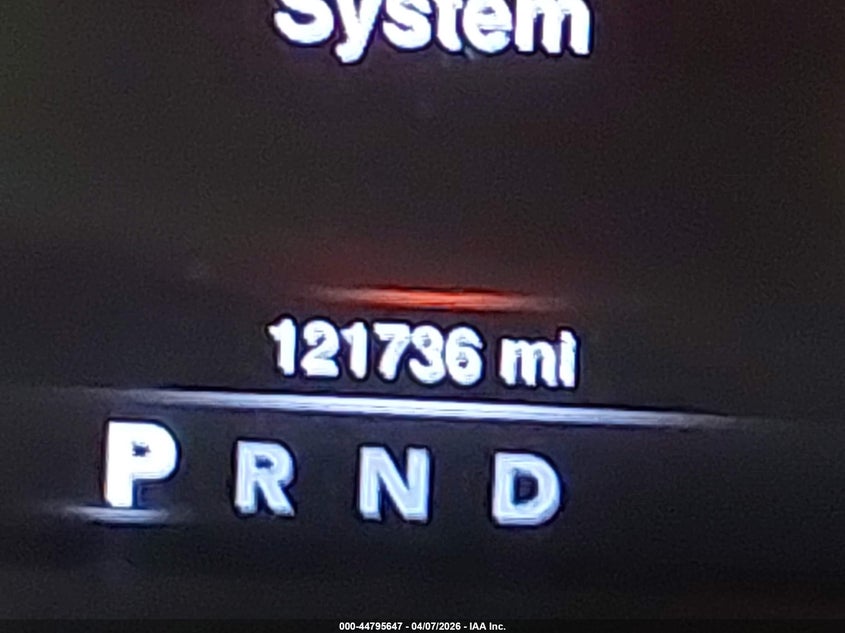 System
121736 mi
P R N D
000-44795647 - 04/07/2026 - IAA Inc.